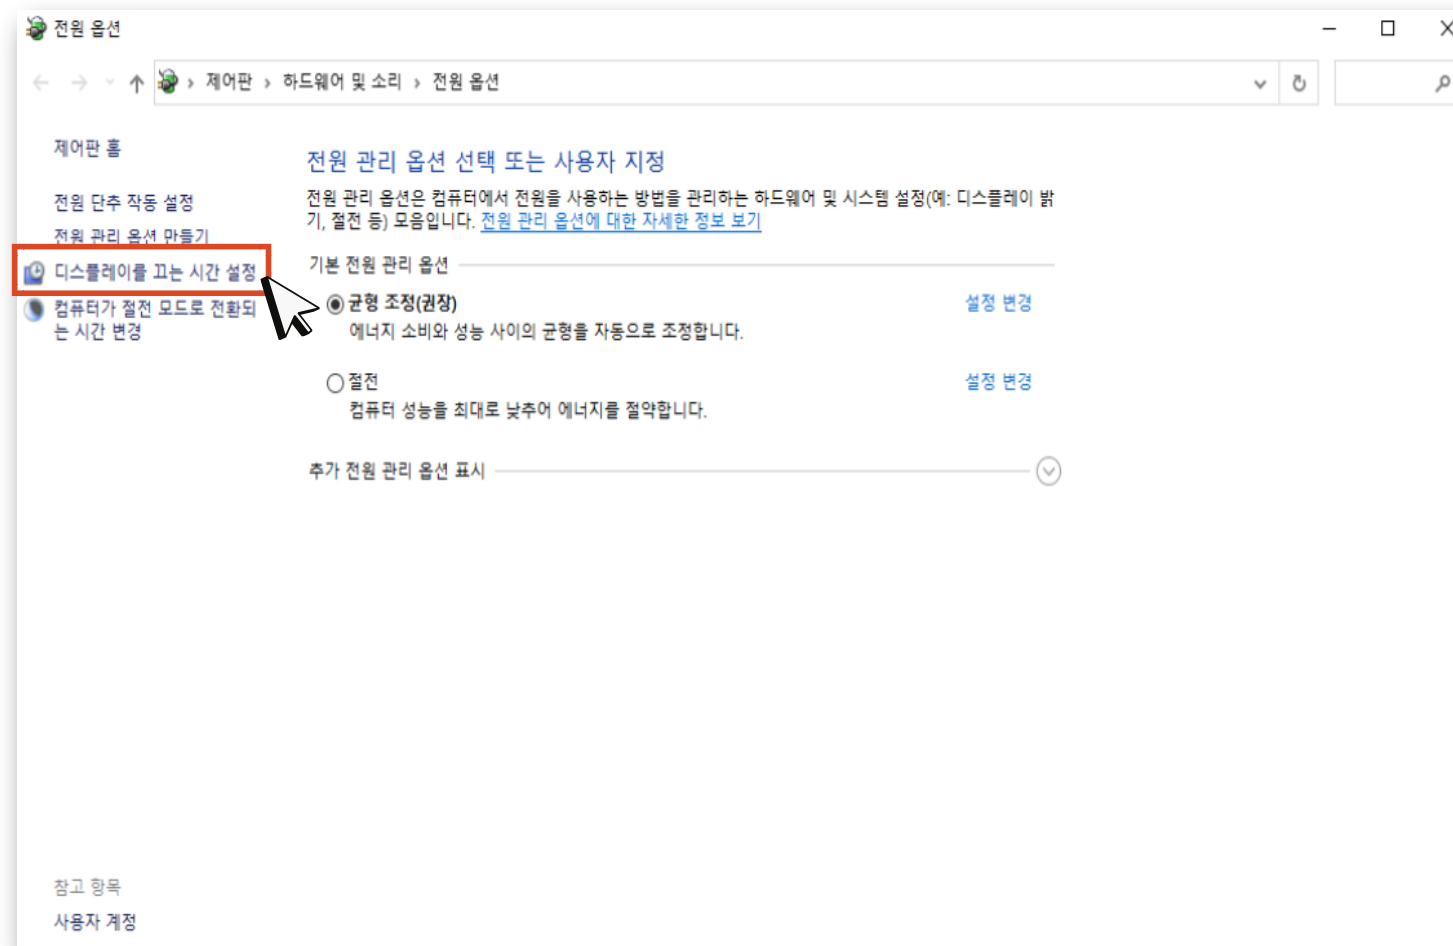 전원 옵션
제어판 › 하드웨어 및 소리 › 전원 옵션
제어판 홈
전원 단추 작동 설정
전원 관리 옵션 만들기
디스플레이를 끄는 시간 설정
컴퓨터가 절전 모드로 전환되
는 시간 변경
전원 관리 옵션 선택 또는 사용자 지정
전원 관리 옵션은 컴퓨터에서 전원을 사용하는 방법을 관리하는 하드웨어 및 시스템 설정(예: 디스플레이 밝
기, 절전 등) 모음입니다. 전원 관리 옵션에 대한 자세한 정보 보기
기본 전원 관리 옵션
균형 조정(권장) 설정 변경
에너지 소비와 성능 사이의 균형을 자동으로 조정합니다.
절전 설정 변경
컴퓨터 성능을 최대로 낮추어 에너지를 절약합니다.
추가 전원 관리 옵션 표시
참고 항목
사용자 계정